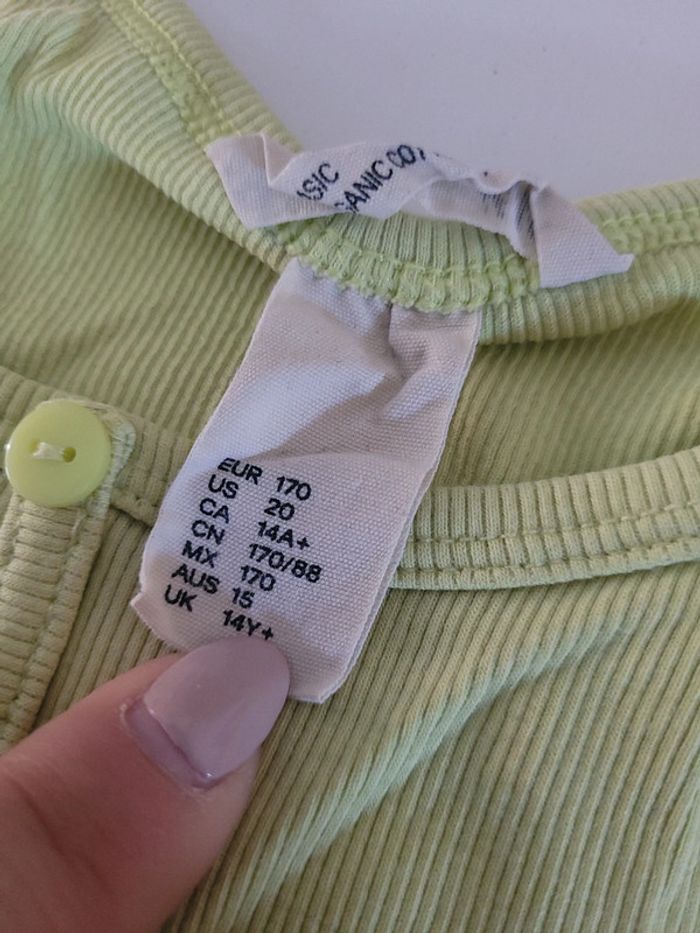 EUR 170
US 20
CA 14A+
CN 170/88
MX 170
AUS 15
UK 14Y+